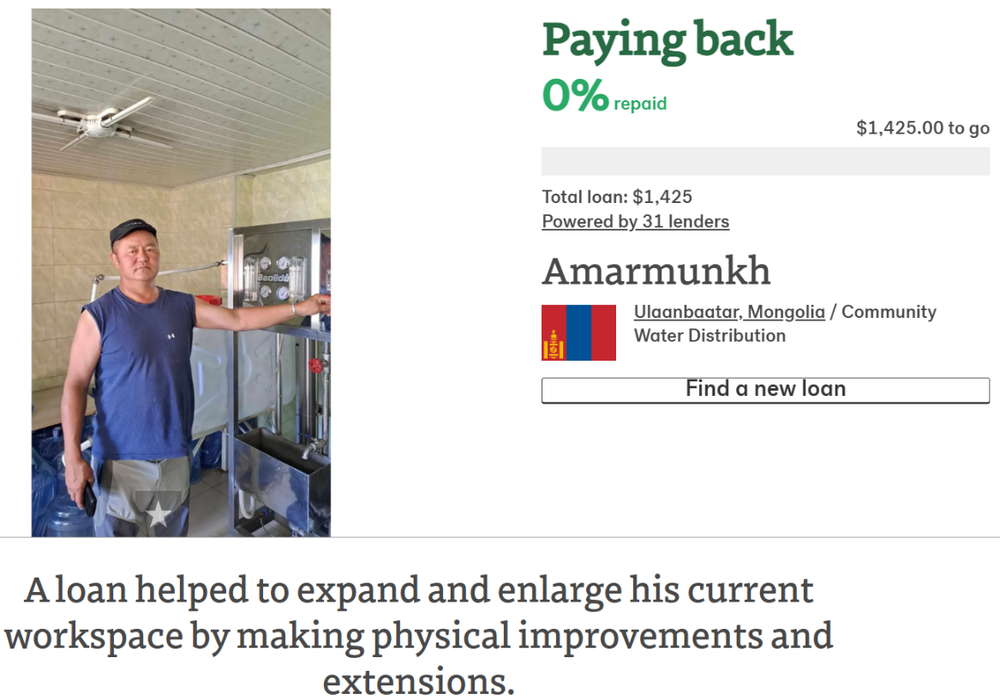 Paying back
0% repaid
$1,425.00 to go
Total loan: $1,425
Powered by 31 lenders
Amarmunkh
Ulaanbaatar, Mongolia / Community
Water Distribution
Find a new loan
Baolida
A loan helped to expand and enlarge his current
workspace by making physical improvements and
extensions.